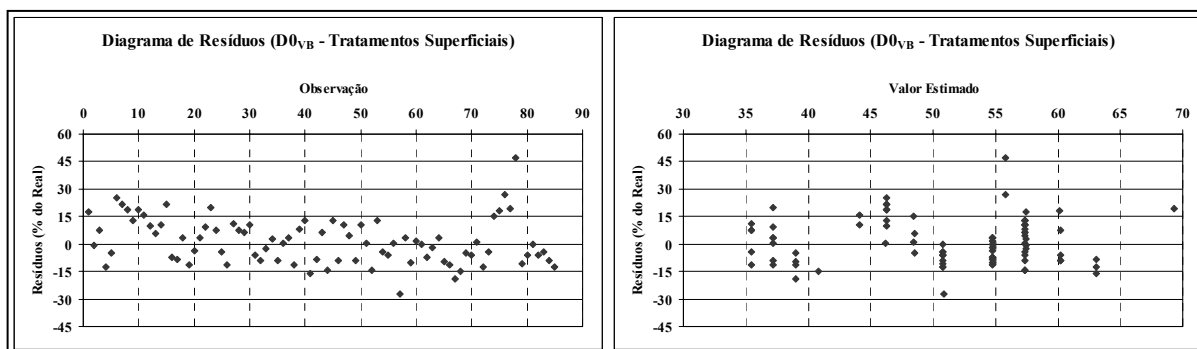 Diagrama de Resíduos (D0VB - Tratamentos Superficiais)
Observação
0 10 20 30 40 50 60 70 80 90
60
45
30
15
0
-15
-30
-45
Resíduos (% do Real)
Diagrama de Resíduos (D0VB - Tratamentos Superficiais)
Valor Estimado
30 35 40 45 50 55 60 65 70
60
45
30
15
0
-15
-30
-45
Resíduos (% do Real)